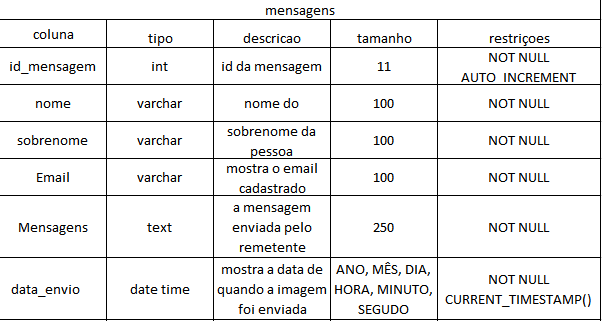 mensagens
coluna tipo descricao tamanho restriçoes
id_mensagem int id da mensagem 11 NOT NULL
AUTO_INCREMENT
nome varchar nome do 100 NOT NULL
sobrenome varchar sobrenome da
pessoa 100 NOT NULL
Email varchar mostra o email
cadastrado 100 NOT NULL
Mensagens text a mensagem
enviada pelo
remetente 250 NOT NULL
data_envio date time mostra a data de
quando a imagem
foi enviada ANO, MÊS, DIA,
HORA, MINUTO,
SEGUDO NOT NULL
CURRENT_TIMESTAMP()